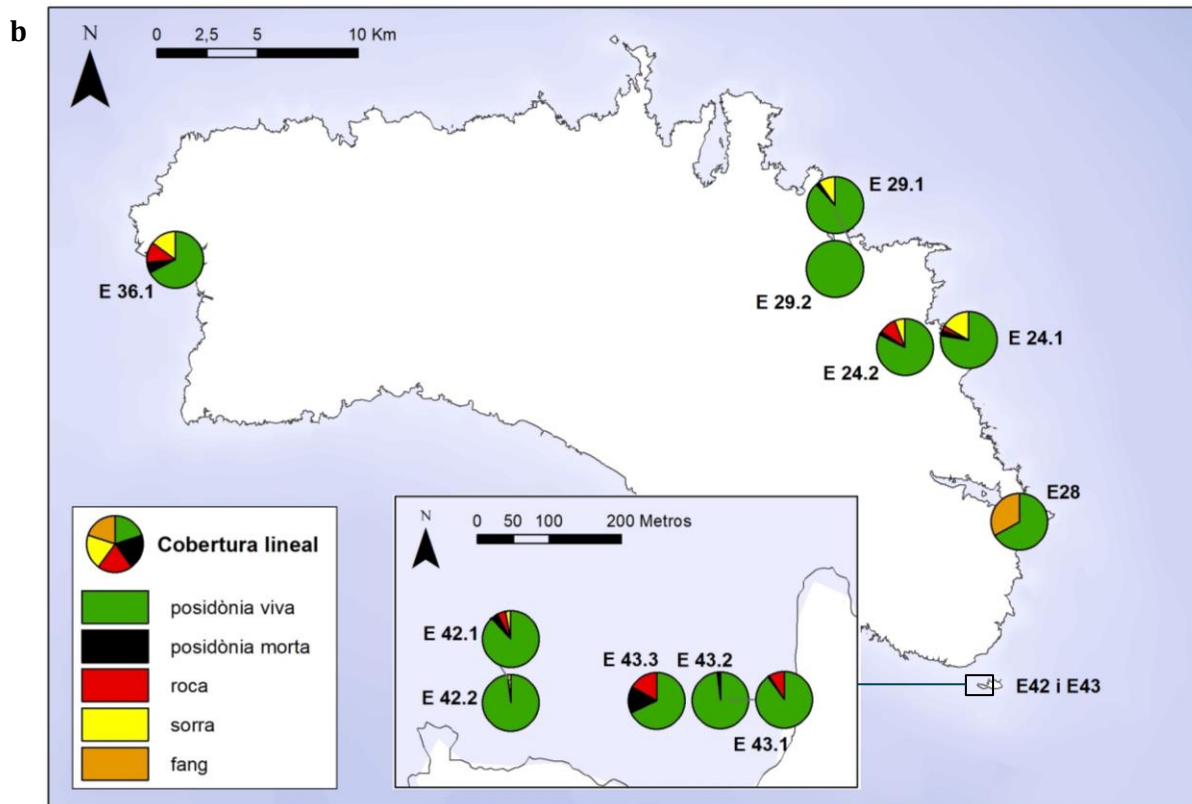 b
N
0 2,5 5 10 Km
E 29.1
E 36.1
E 29.2
E 24.1
E 24.2
E28
Cobertura lineal
posidònia viva
posidònia morta
roca
sorra
fang
N
0 50 100 200 Metros
E 42.1
E 42.2
E 43.3
E 43.2
E 43.1
E42 i E43